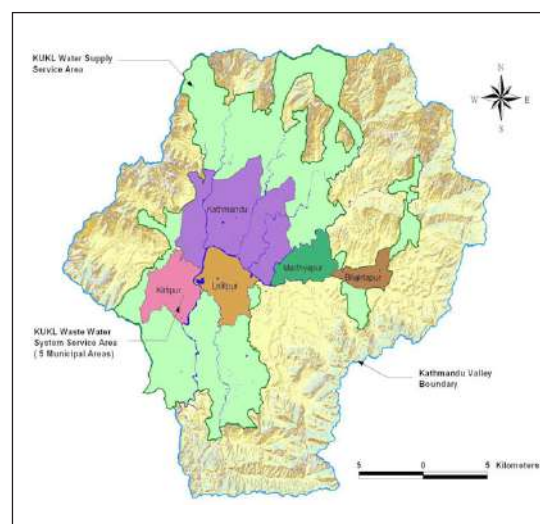 KUKL Water Supply
Service Area
N
W E
S
Kathmandu
Madhyapur
Bhaktapur
Kirtipur
Lalitpur
KUKL Waste Water
System Service Area
( 5 Municipal Areas)
Kathmandu Valley
Boundary
5 0 5 Kilometers